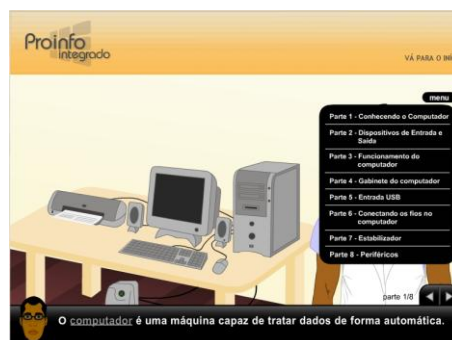 Proinfo
integrado
VÁ PARA O
menu
Parte 1 - Conhecendo o Computador
Parte 2 - Dispositivos de Entrada e
Saída
Parte 3 - Funcionamento do
computador
Parte 4 - Gabinete do computador
Parte 5 - Entrada USB
Parte 6 - Conectando os fios no
computador
Parte 7 - Estabilizador
Parte 8 - Periféricos
parte 1/8
O computador é uma máquina capaz de tratar dados de forma automática.